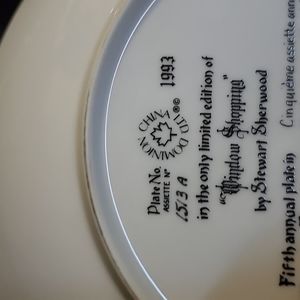 DOMINION CHINA LTD
®©
1993
Plate No.
ASSIETTE Nº
1513 A
in the only limited edition of
"Window Shopping"
by Stewart Sherwood
Fifth annual plate in
Cinquième assiette ann